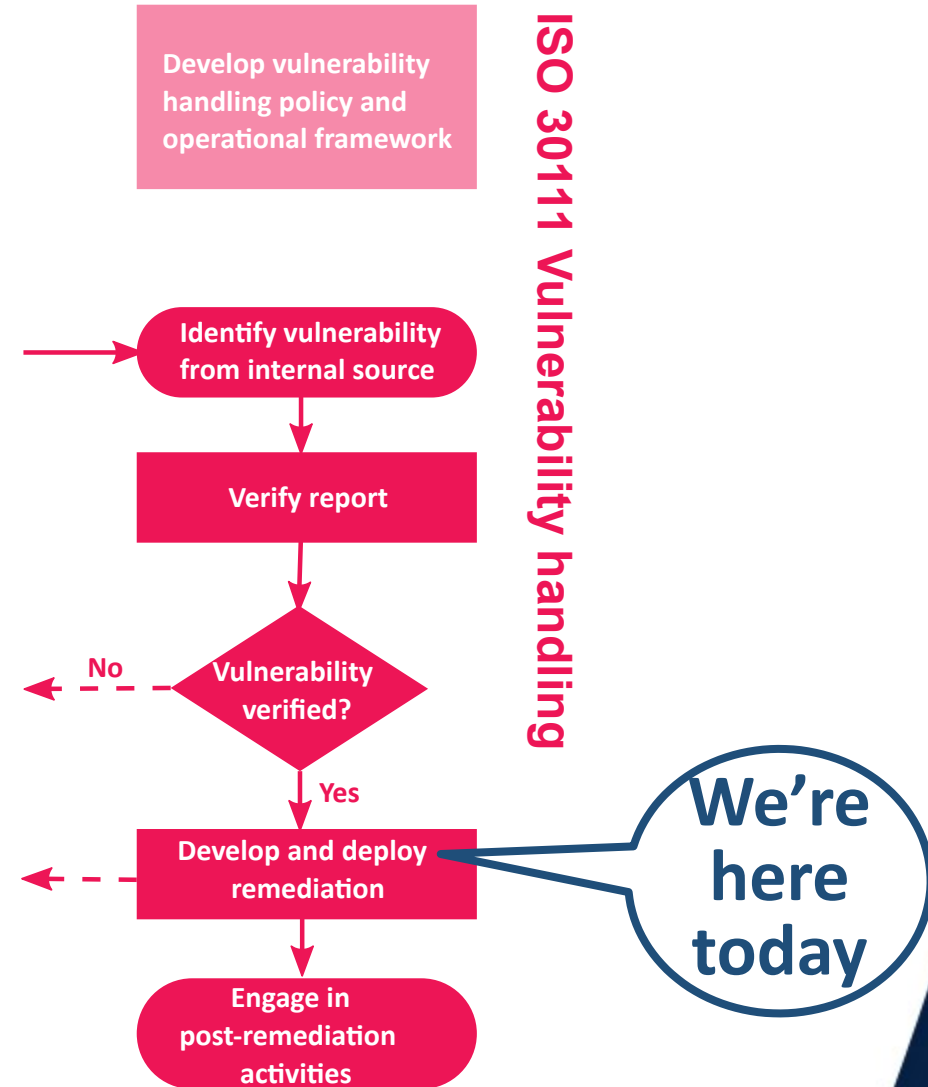 Develop vulnerability
handling policy and
operational framework
ISO 30111 Vulnerability handling
Identify vulnerability
from internal source
Verify report
No
Vulnerability
verified?
Yes
Develop and deploy
remediation
We’re
here
today
Engage in
post-remediation
activities